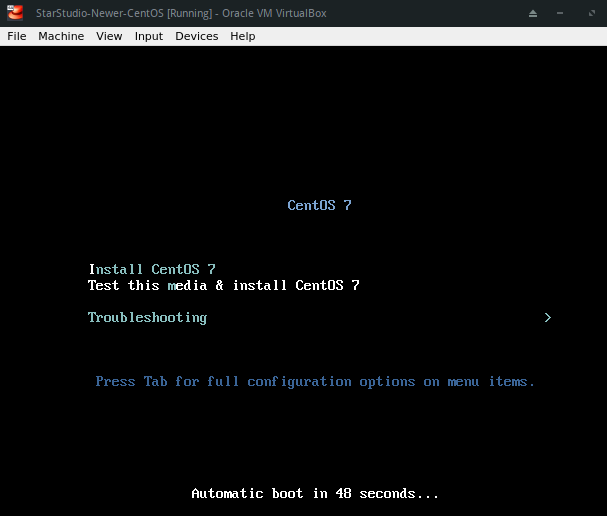 StarStudio-Newer-CentOS [Running] - Oracle VM VirtualBox
File Machine View Input Devices Help
CentOS 7
Install CentOS 7
Test this media & install CentOS 7
Troubleshooting >
Press Tab for full configuration options on menu items.
Automatic boot in 48 seconds...